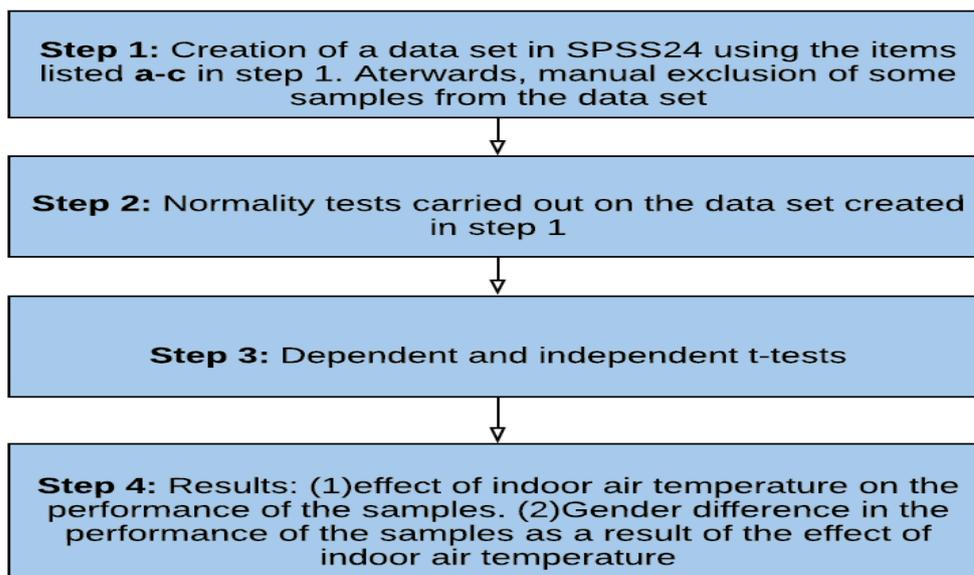 Step 1: Creation of a data set in SPSS24 using the items
listed a-c in step 1. Aterwards, manual exclusion of some
samples from the data set
Step 2: Normality tests carried out on the data set created
in step 1
Step 3: Dependent and independent t-tests
Step 4: Results: (1)effect of indoor air temperature on the
performance of the samples. (2)Gender difference in the
performance of the samples as a result of the effect of
indoor air temperature